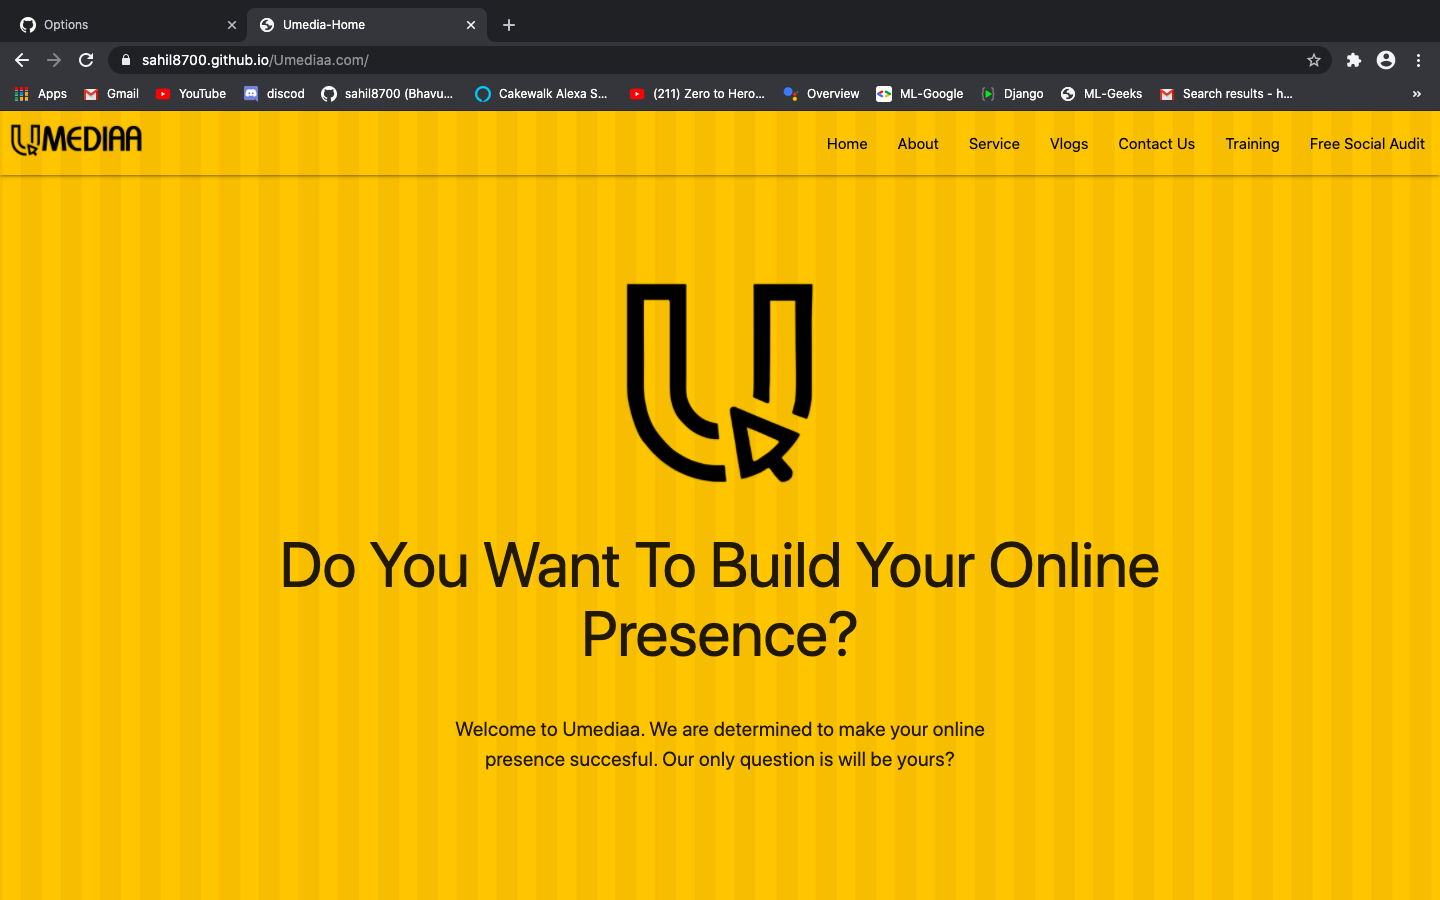 Options
Umedia-Home
sahil8700.github.io/Umediaa.com/
Apps Gmail YouTube discod sahil8700 (Bhavu... Cakewalk Alexa S... (211) Zero to Hero... Overview ML-Google Django ML-Geeks Search results - h... »
UMEDIAA
Home About Service Vlogs Contact Us Training Free Social Audit
U
Do You Want To Build Your Online
Presence?
Welcome to Umediaa. We are determined to make your online
presence succesful. Our only question is will be yours?